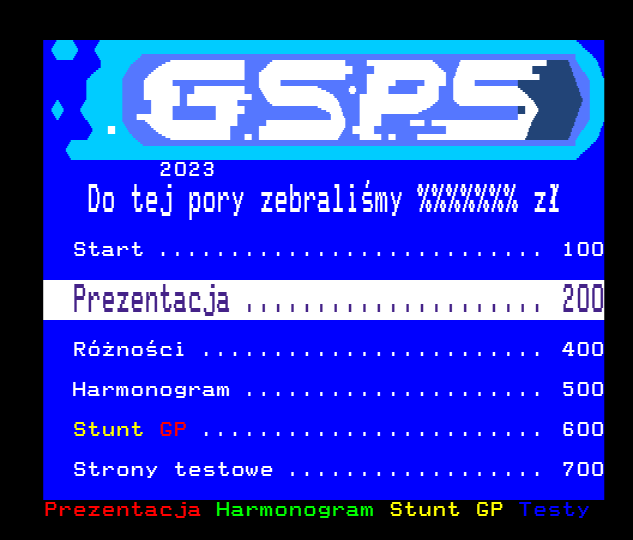 GSPS
2023
Do tej pory zebraliśmy %%%%%%% zł
Start ........................... 100
Prezentacja ..................... 200
Różności ........................ 400
Harmonogram ..................... 500
Stunt GP ........................ 600
Strony testowe .................. 700
Prezentacja Harmonogram Stunt GP Testy